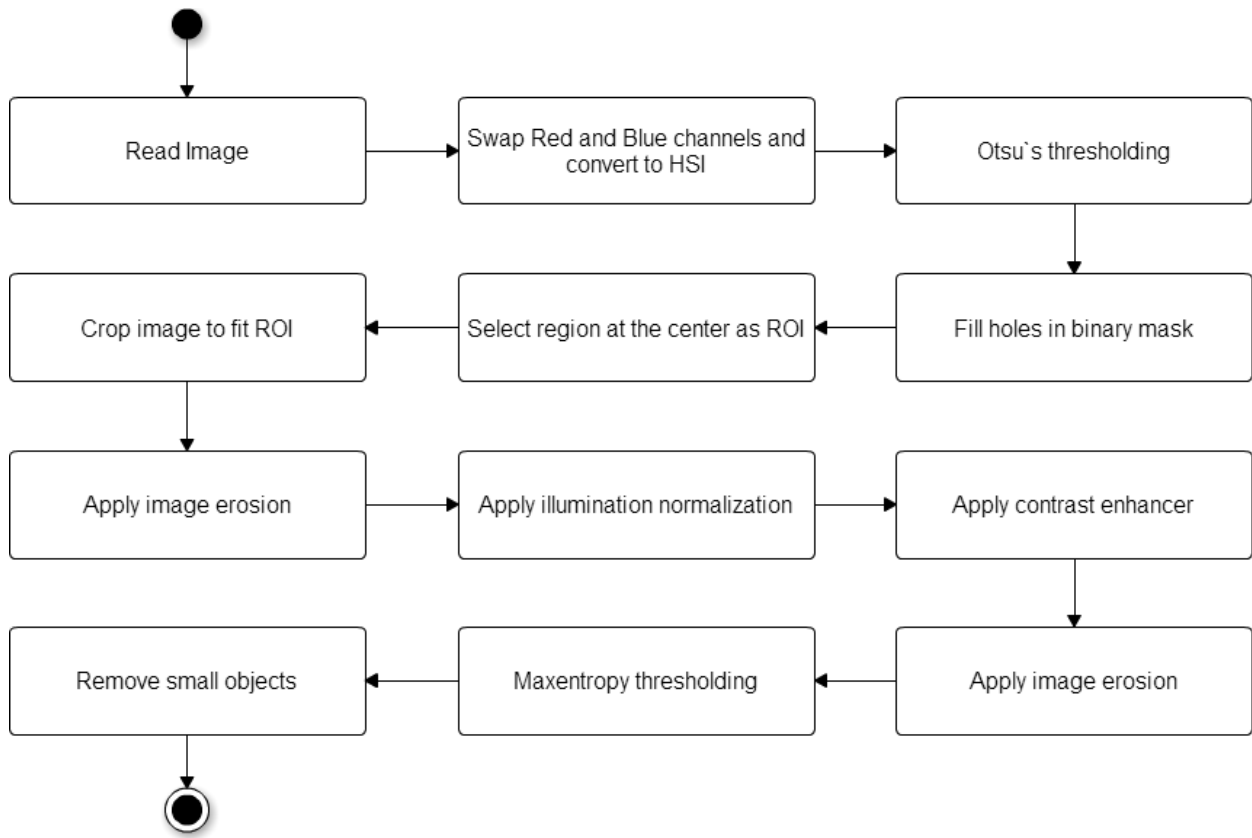 Read Image
Swap Red and Blue channels and
convert to HSI
Otsu`s thresholding
Fill holes in binary mask
Select region at the center as ROI
Crop image to fit ROI
Apply image erosion
Apply illumination normalization
Apply contrast enhancer
Apply image erosion
Maxentropy thresholding
Remove small objects